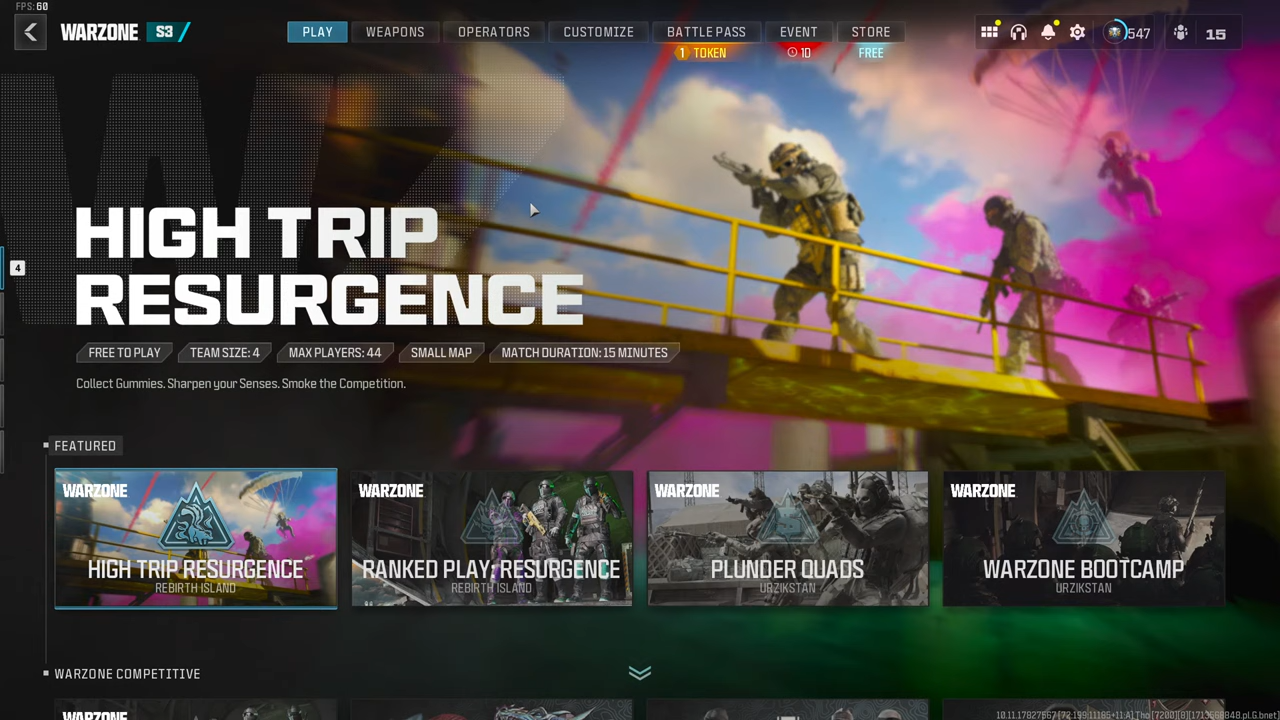 FPS: 60
WARZONE S3
PLAY WEAPONS OPERATORS CUSTOMIZE BATTLE PASS EVENT STORE
1 TOKEN 1D FREE
547 15
HIGH TRIP
RESURGENCE
4
FREE TO PLAY TEAM SIZE: 4 MAX PLAYERS: 44 SMALL MAP MATCH DURATION: 15 MINUTES
Collect Gummies. Sharpen your Senses. Smoke the Competition.
FEATURED
WARZONE WARZONE WARZONE WARZONE
HIGH TRIP RESURGENCE RANKED PLAY: RESURGENCE PLUNDER QUADS WARZONE BOOTCAMP
REBIRTH ISLAND REBIRTH ISLAND URZIKSTAN URZIKSTAN
WARZONE COMPETITIVE
WARZONE